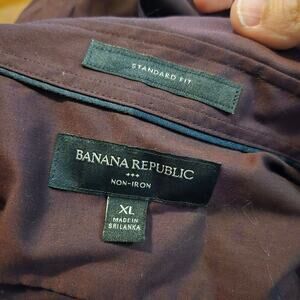 STANDARD FIT
BANANA REPUBLIC
+++
NON-IRON
XL
MADE IN
SRI LANKA